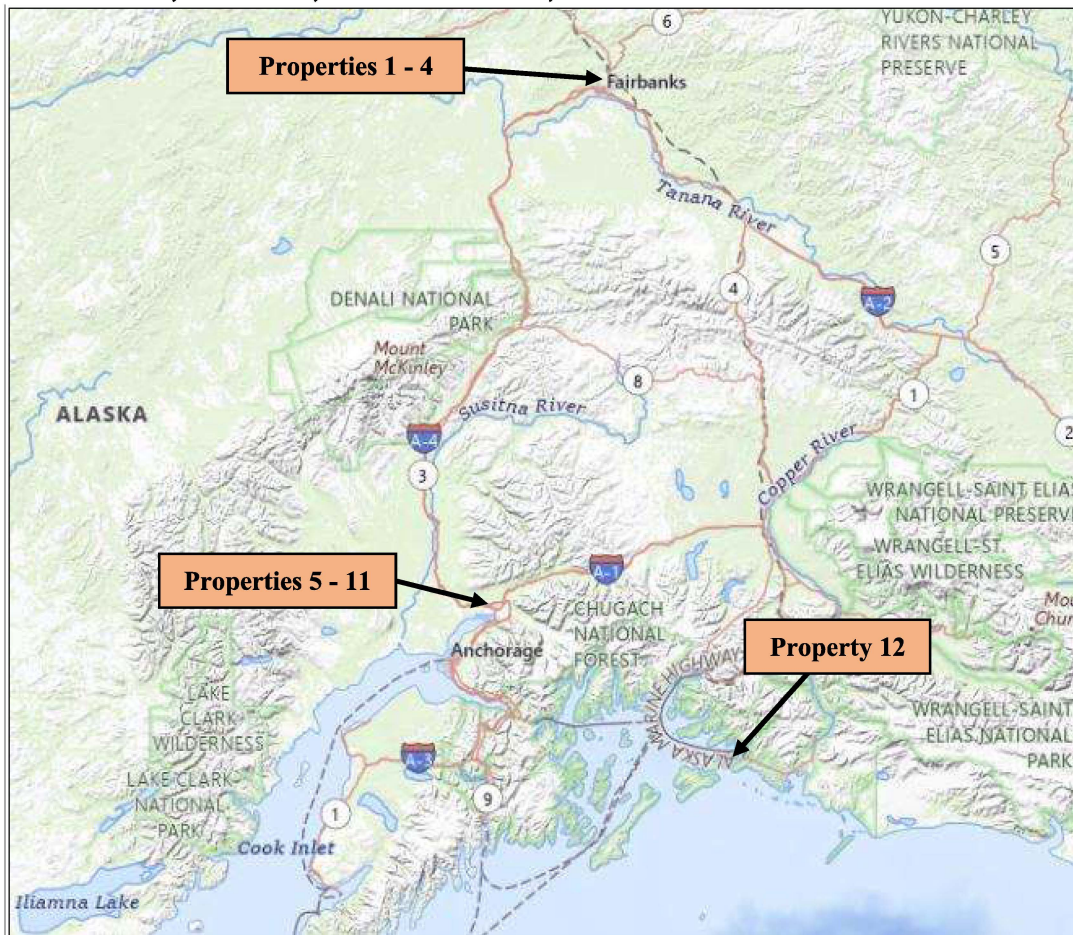 6
YUKON-CHARLEY
RIVERS NATIONAL
PRESERVE
Properties 1 - 4
Fairbanks
Tanana River
5
4
A-2
DENALI NATIONAL
PARK
Mount
McKinley
8
1
ALASKA
Susitna River
A-4
2
3
Copper River
WRANGELL-SAINT ELIAS
NATIONAL PRESERVE
WRANGELL-ST.
ELIAS WILDERNESS
A-1
Properties 5 - 11
CHUGACH
NATIONAL
FOREST
Anchorage
Property 12
ALASKA MARINE HIGHWAY
LAKE
CLARK
WILDERNESS
WRANGELL-SAINT
ELIAS NATIONAL
PARK
A-3
LAKE CLARK
NATIONAL
PARK
9
1
Cook Inlet
Iliamna Lake